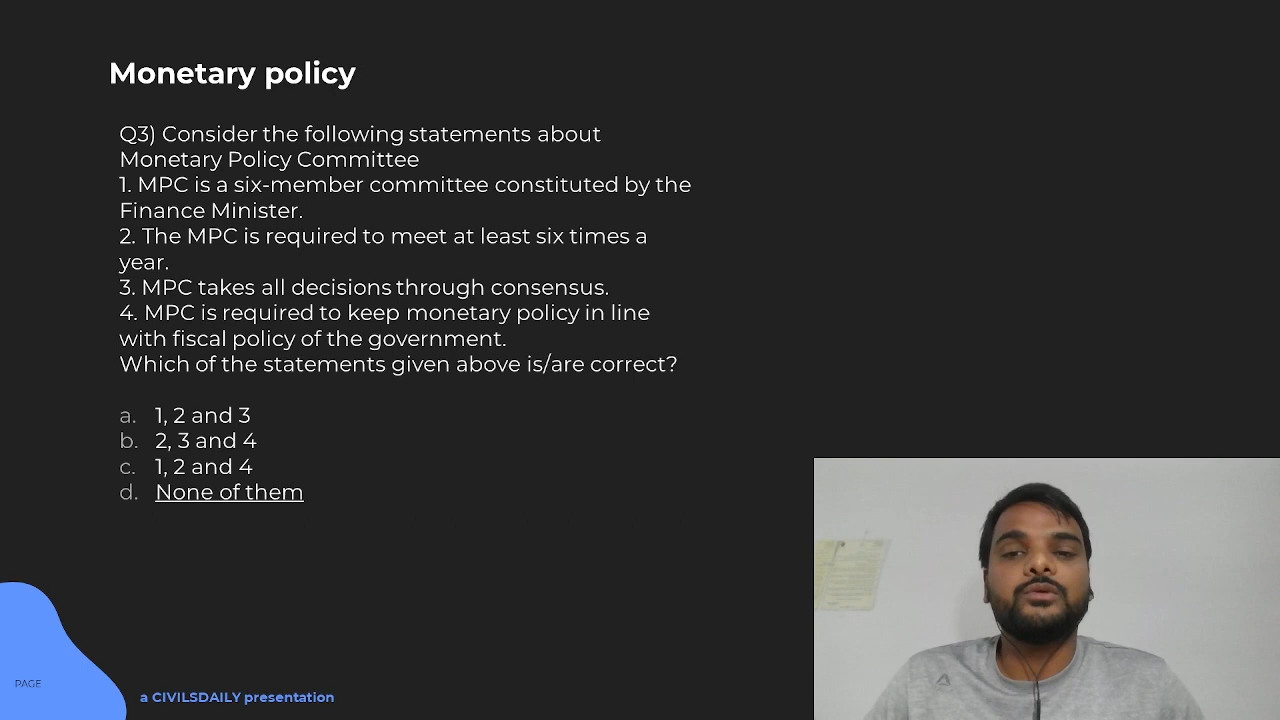 Monetary policy
Q3) Consider the following statements about
Monetary Policy Committee
1. MPC is a six-member committee constituted by the
Finance Minister.
2. The MPC is required to meet at least six times a
year.
3. MPC takes all decisions through consensus.
4. MPC is required to keep monetary policy in line
with fiscal policy of the government.
Which of the statements given above is/are correct?
a. 1, 2 and 3
b. 2, 3 and 4
c. 1, 2 and 4
d. None of them
PAGE
a CIVILSDAILY presentation